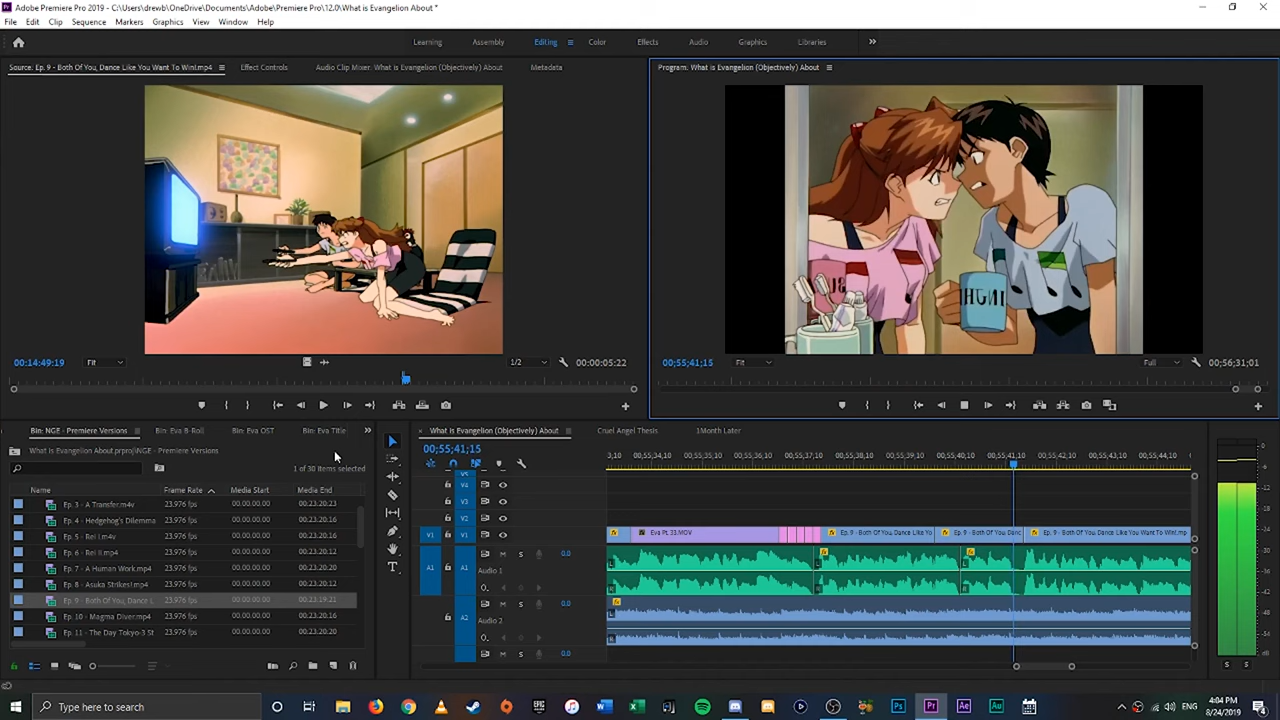 Adobe Premiere Pro 2019 - C:\users\drewb\OneDrive\Documents\Adobe\Premiere Pro\12.0\What is Evangelion About *
File Edit Clip Sequence Markers Graphics View Window Help
Learning Assembly Editing Color Effects Audio Graphics Libraries
Source: Ep. 9 - Both Of You, Dance Like You Want To Win!.mp4 Effect Controls Audio Clip Mixer: What is Evangelion (Objectively) About Metadata
Program: What is Evangelion (Objectively) About
00:14:49:19 Fit 1/2 00:00:05:22
00,55,41;15 Fit Full 00,56,31;01
Bin: NGE - Premiere Versions Bin: Eva B-Roll Bin: Eva OST Bin: Eva Title
What is Evangelion About.prproj\NGE - Premiere Versions
1 of 30 items selected
Name Frame Rate Media Start Media End
Ep. 3 - A Transfer.m4v 23.976 fps 00:00:00:00 00:23:20:23
Ep. 4 - Hedgehog's Dilemma 23.976 fps 00:00:00:00 00:23:20:16
Ep. 5 - Rei I.m4v 23.976 fps 00:00:00:00 00:23:20:16
Ep. 6 - Rei II.mp4 23.976 fps 00:00:00:00 00:23:20:16
Ep. 7 - A Human Work.mp4 23.976 fps 00:00:00:00 00:23:20:20
Ep. 8 - Asuka Strikes!.mp4 23.976 fps 00:00:00:00 00:23:20:12
Ep. 9 - Both Of You, Dance L 23.976 fps 00:00:00:00 00:23:19:21
Ep. 10 - Magma Diver.mp4 23.976 fps 00:00:00:00 00:23:20:16
Ep. 11 - The Day Tokyo-3 St 23.976 fps 00:00:00:00 00:23:20:20
What is Evangelion (Objectively) About Cruel Angel Thesis 1Month Later
00;55;41;15
;10 00;55;34;10 00;55;35;10 00;55;36;10 00;55;37;10 00;55;38;10 00;55;39;10 00;55;40;10 00;55;41;10 00;55;42;10 00;55;43;10 00;55;44;10
V5
V4
V3
V2
V1 V1 fx Eva Pt 33.MOV fx Ep. 9 - Both Of You, Dance Like Yo fx Ep. 9 - Both Of You, Danc fx Ep. 9 - Both Of You, Dance Like You Want To Win!.mp
A1 A1 M S 0.0
Audio 1
A2 M S 0.0
Audio 2
0.0
S S
Type here to search
ENG
4:04 PM
8/24/2019